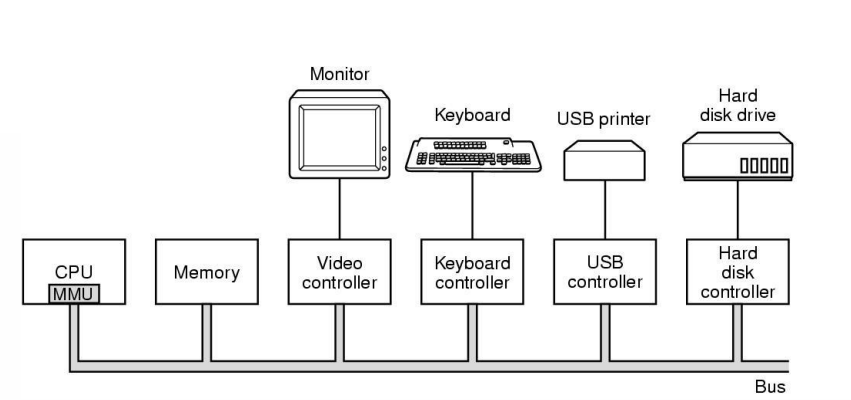 Monitor
Keyboard
USB printer
Hard
disk drive
CPU
MMU
Memory
Video
controller
Keyboard
controller
USB
controller
Hard
disk
controller
Bus